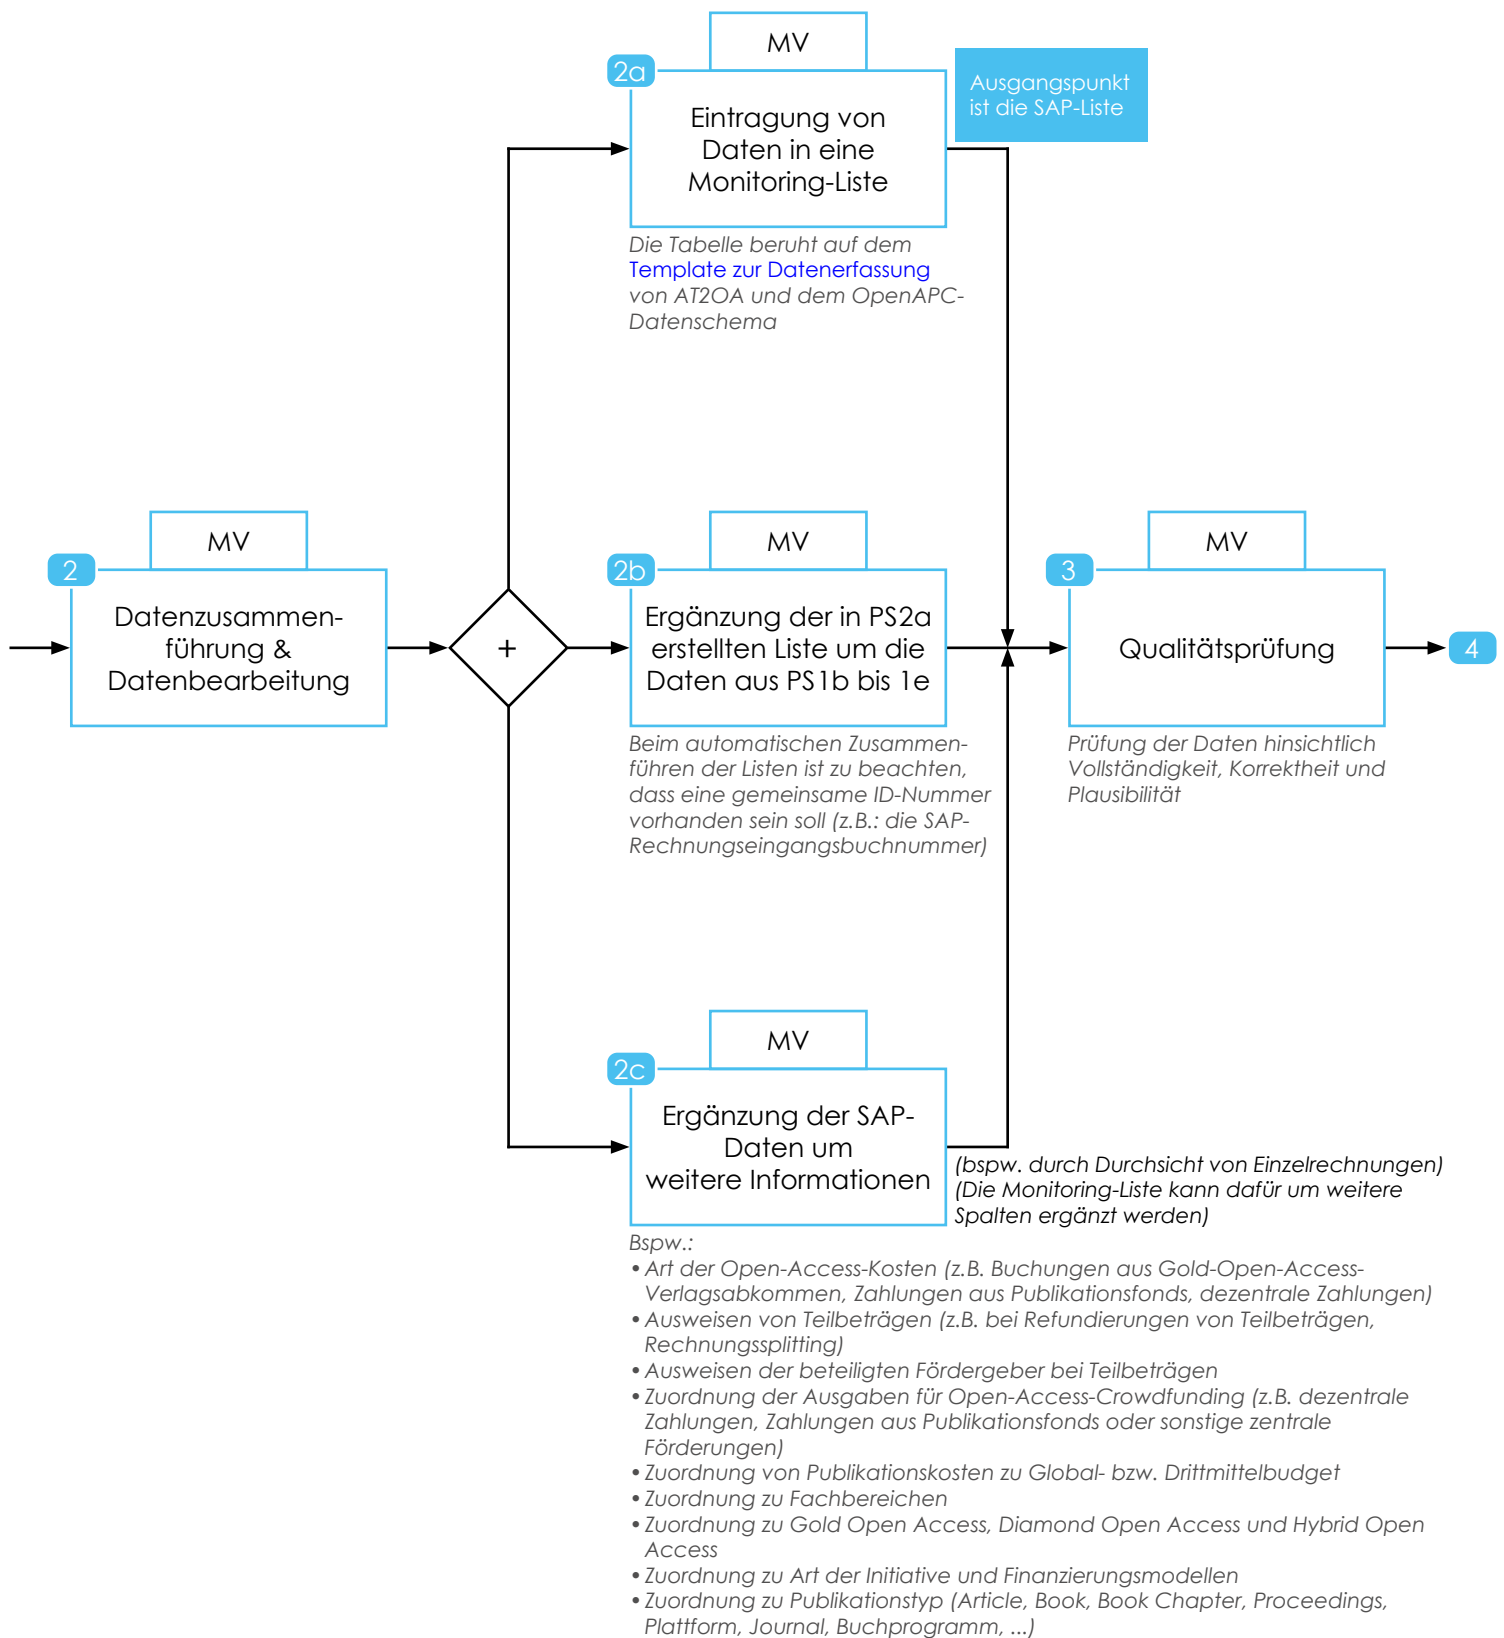 MV
2a
Eintragung von
Daten in eine
Monitoring-Liste
Ausgangspunkt
ist die SAP-Liste
Die Tabelle beruht auf dem
Template zur Datenerfassung
von AT2OA und dem OpenAPC-
Datenschema
MV
2
Datenzusammen-
führung &
Datenbearbeitung
+
MV
2b
Ergänzung der in PS2a
erstellten Liste um die
Daten aus PS1b bis 1e
Beim automatischen Zusammen-
führen der Listen ist zu beachten,
dass eine gemeinsame ID-Nummer
vorhanden sein soll (z.B.: die SAP-
Rechnungseingangsbuchnummer)
MV
3
Qualitätsprüfung
4
Prüfung der Daten hinsichtlich
Vollständigkeit, Korrektheit und
Plausibilität
MV
2c
Ergänzung der SAP-
Daten um
weitere Informationen
(bspw. durch Durchsicht von Einzelrechnungen)
(Die Monitoring-Liste kann dafür um weitere
Spalten ergänzt werden)
Bspw.:
• Art der Open-Access-Kosten (z.B. Buchungen aus Gold-Open-Access-
Verlagsabkommen, Zahlungen aus Publikationsfonds, dezentrale Zahlungen)
• Ausweisen von Teilbeträgen (z.B. bei Refundierungen von Teilbeträgen,
Rechnungssplitting)
• Ausweisen der beteiligten Fördergeber bei Teilbeträgen
• Zuordnung der Ausgaben für Open-Access-Crowdfunding (z.B. dezentrale
Zahlungen, Zahlungen aus Publikationsfonds oder sonstige zentrale
Förderungen)
• Zuordnung von Publikationskosten zu Global- bzw. Drittmittelbudget
• Zuordnung zu Fachbereichen
• Zuordnung zu Gold Open Access, Diamond Open Access und Hybrid Open
Access
• Zuordnung zu Art der Initiative und Finanzierungsmodellen
• Zuordnung zu Publikationstyp (Article, Book, Book Chapter, Proceedings,
Plattform, Journal, Buchprogramm, ...)